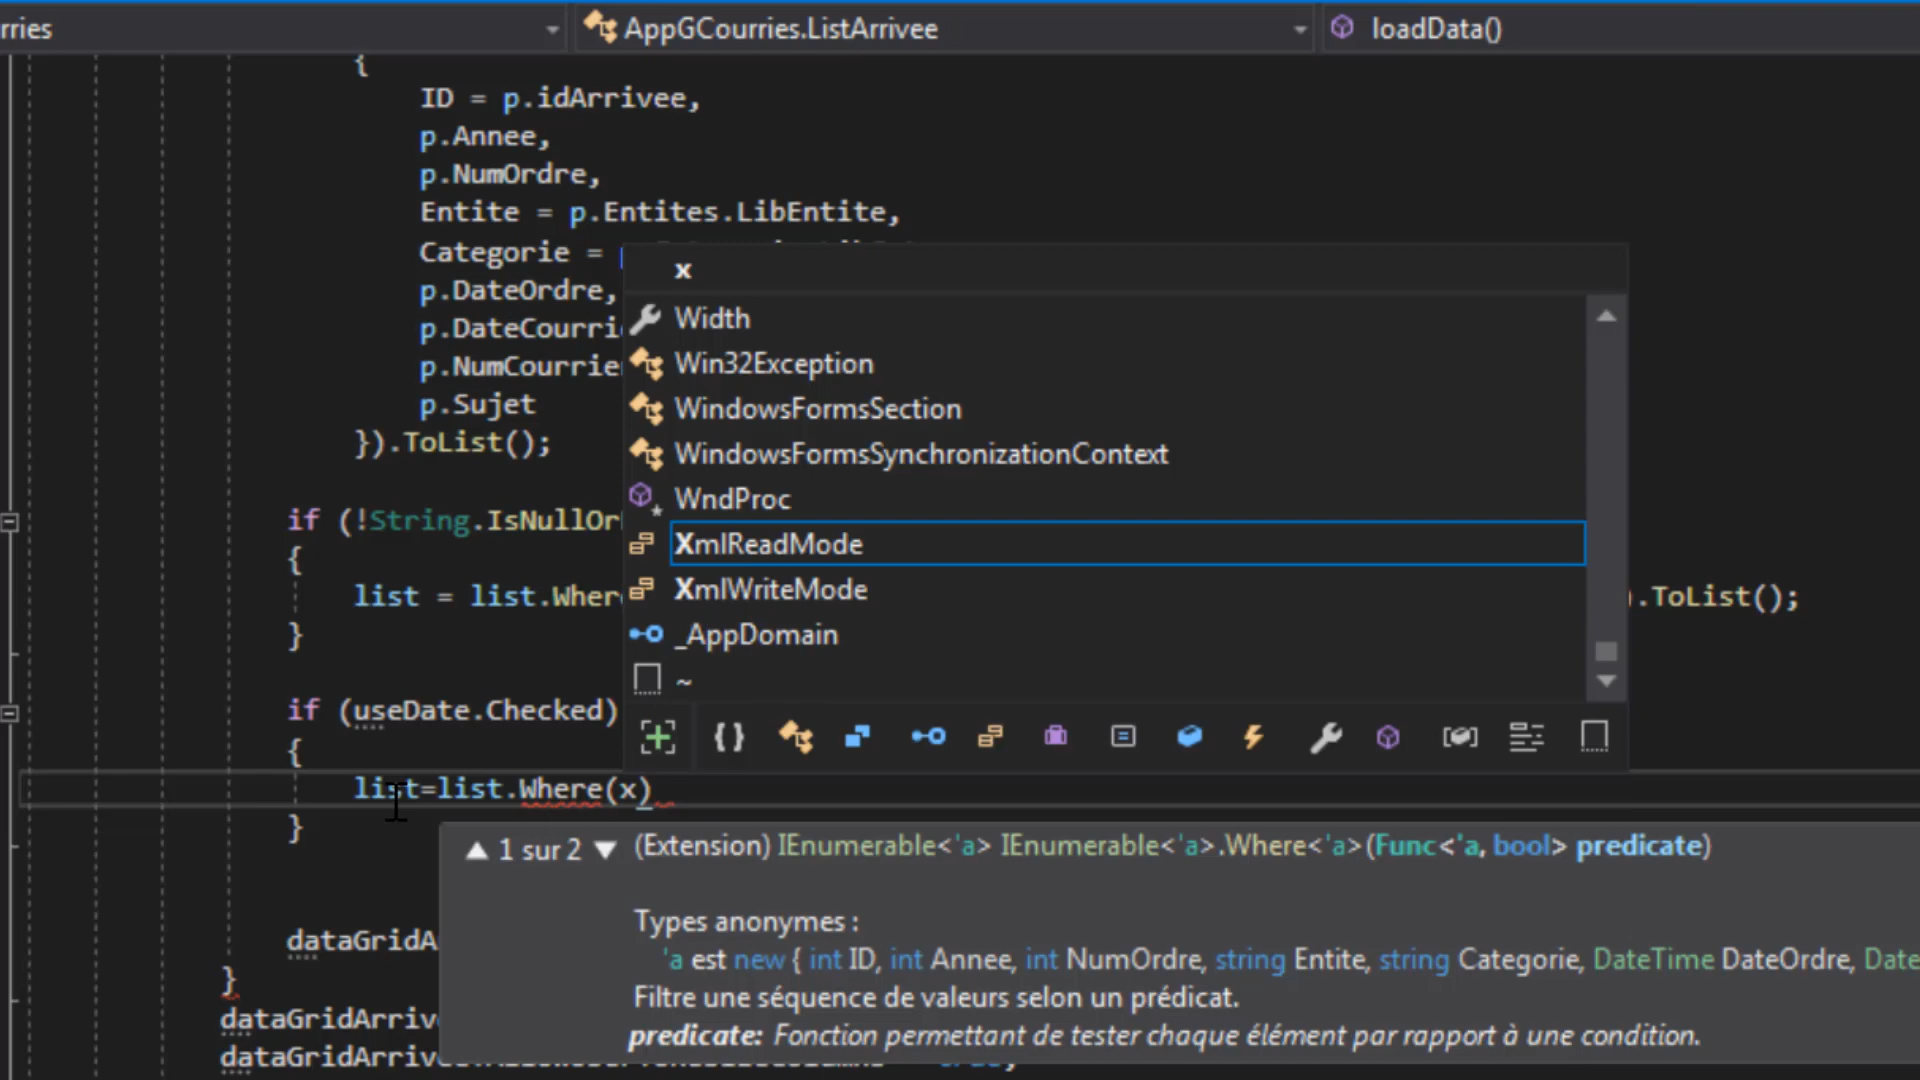 rries AppGCourries.ListArrivee loadData()
{
ID = p.idArrivee,
p.Annee,
p.NumOrdre,
Entite = p.Entites.LibEntite,
Categorie =
p.DateOrdre,
p.DateCourri
p.NumCourrie
p.Sujet
}).ToList();
if (!String.IsNullOr
{
list = list.Where ).ToList();
}
if (useDate.Checked)
{
list=list.Where(x)
}
dataGridA
}
dataGridArriv
dataGridArrive
x
Width
Win32Exception
WindowsFormsSection
WindowsFormsSynchronizationContext
WndProc
XmlReadMode
XmlWriteMode
_AppDomain
~
▲ 1 sur 2 ▼ (Extension) IEnumerable<'a> IEnumerable<'a>.Where<'a>(Func<'a, bool> predicate)
Types anonymes :
'a est new { int ID, int Annee, int NumOrdre, string Entite, string Categorie, DateTime DateOrdre, Date
Filtre une séquence de valeurs selon un prédicat.
predicate: Fonction permettant de tester chaque élément par rapport à une condition.